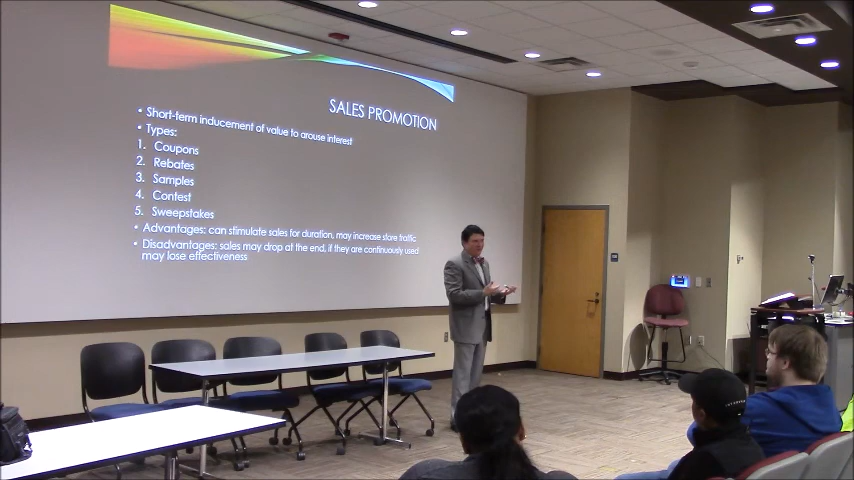 SALES PROMOTION
• Short-term inducement of value to arouse interest
• Types:
1. Coupons
2. Rebates
3. Samples
4. Contest
5. Sweepstakes
• Advantages: can stimulate sales for duration, may increase store traffic
• Disadvantages: sales may drop at the end, if they are continuously used
may lose effectiveness